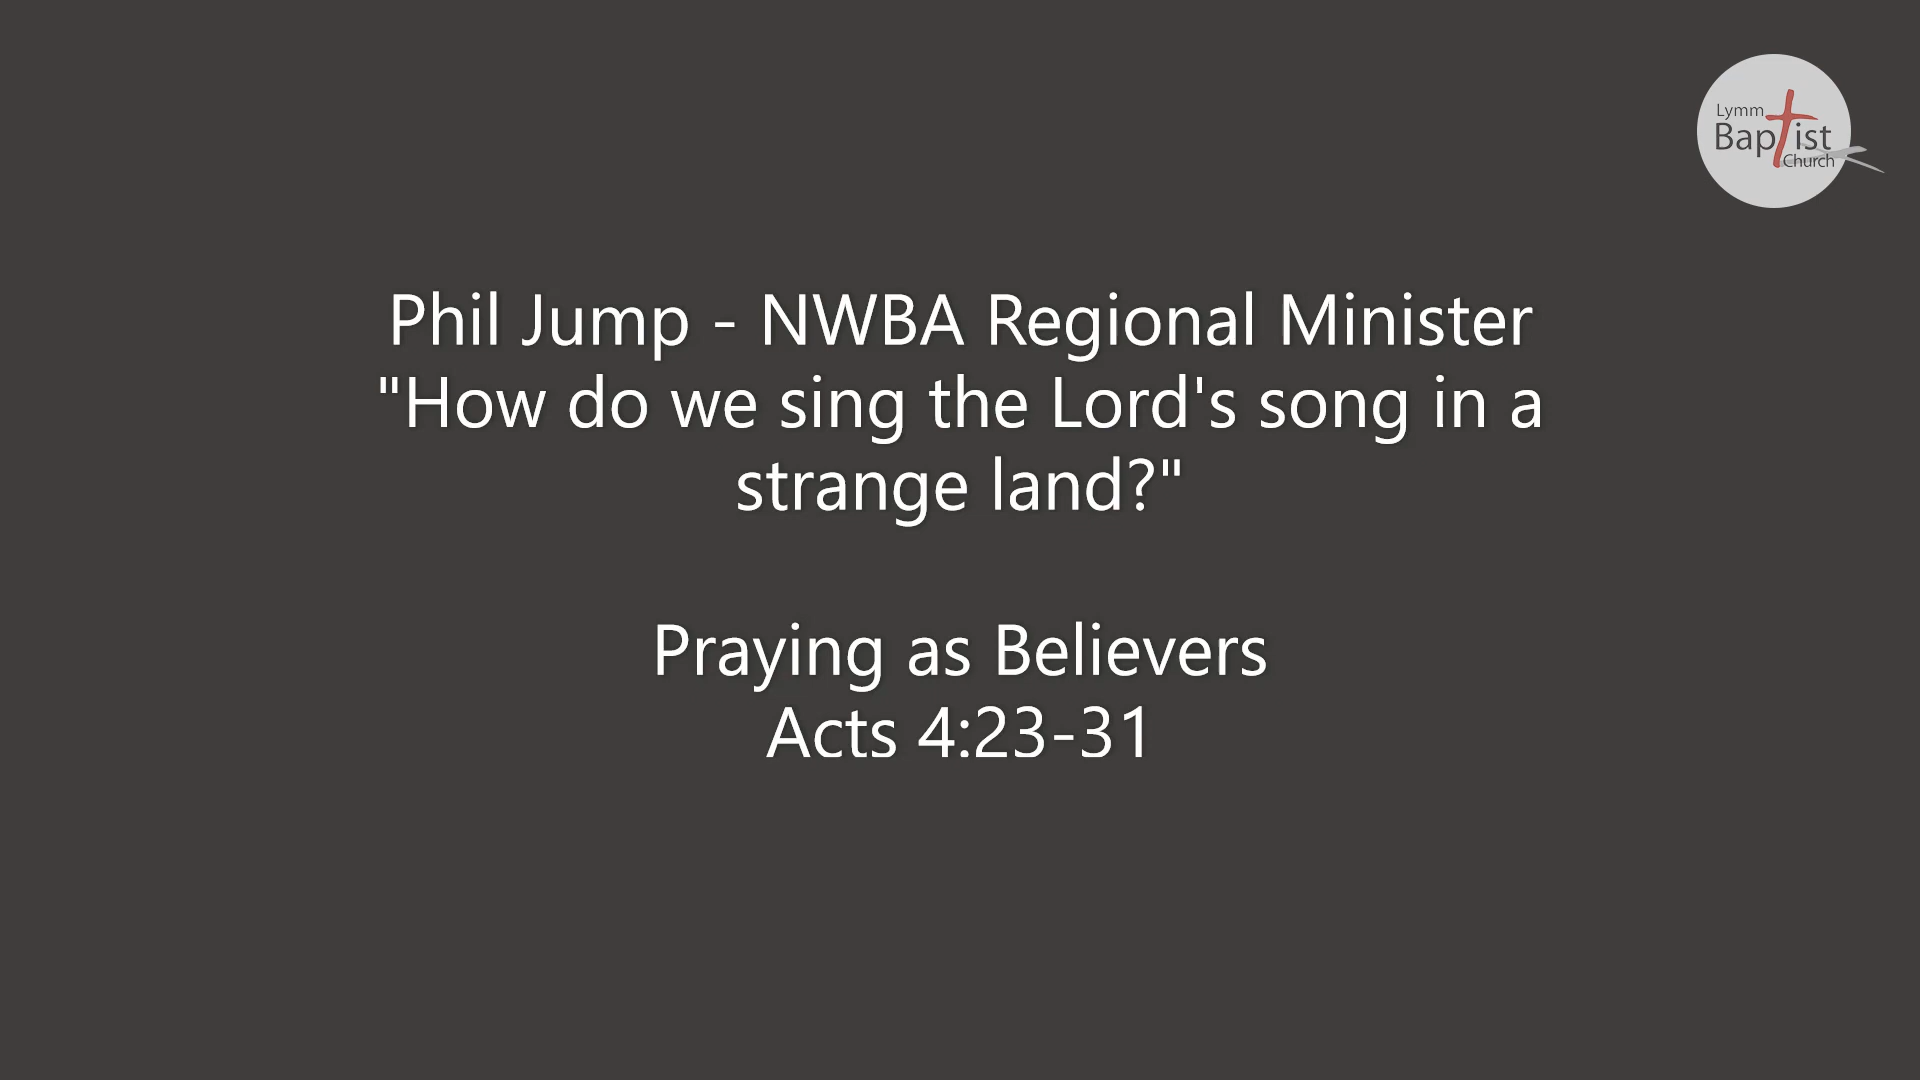 Lymm
Baptist
Church
Phil Jump - NWBA Regional Minister
"How do we sing the Lord's song in a
strange land?"
Praying as Believers
Acts 4:23-31